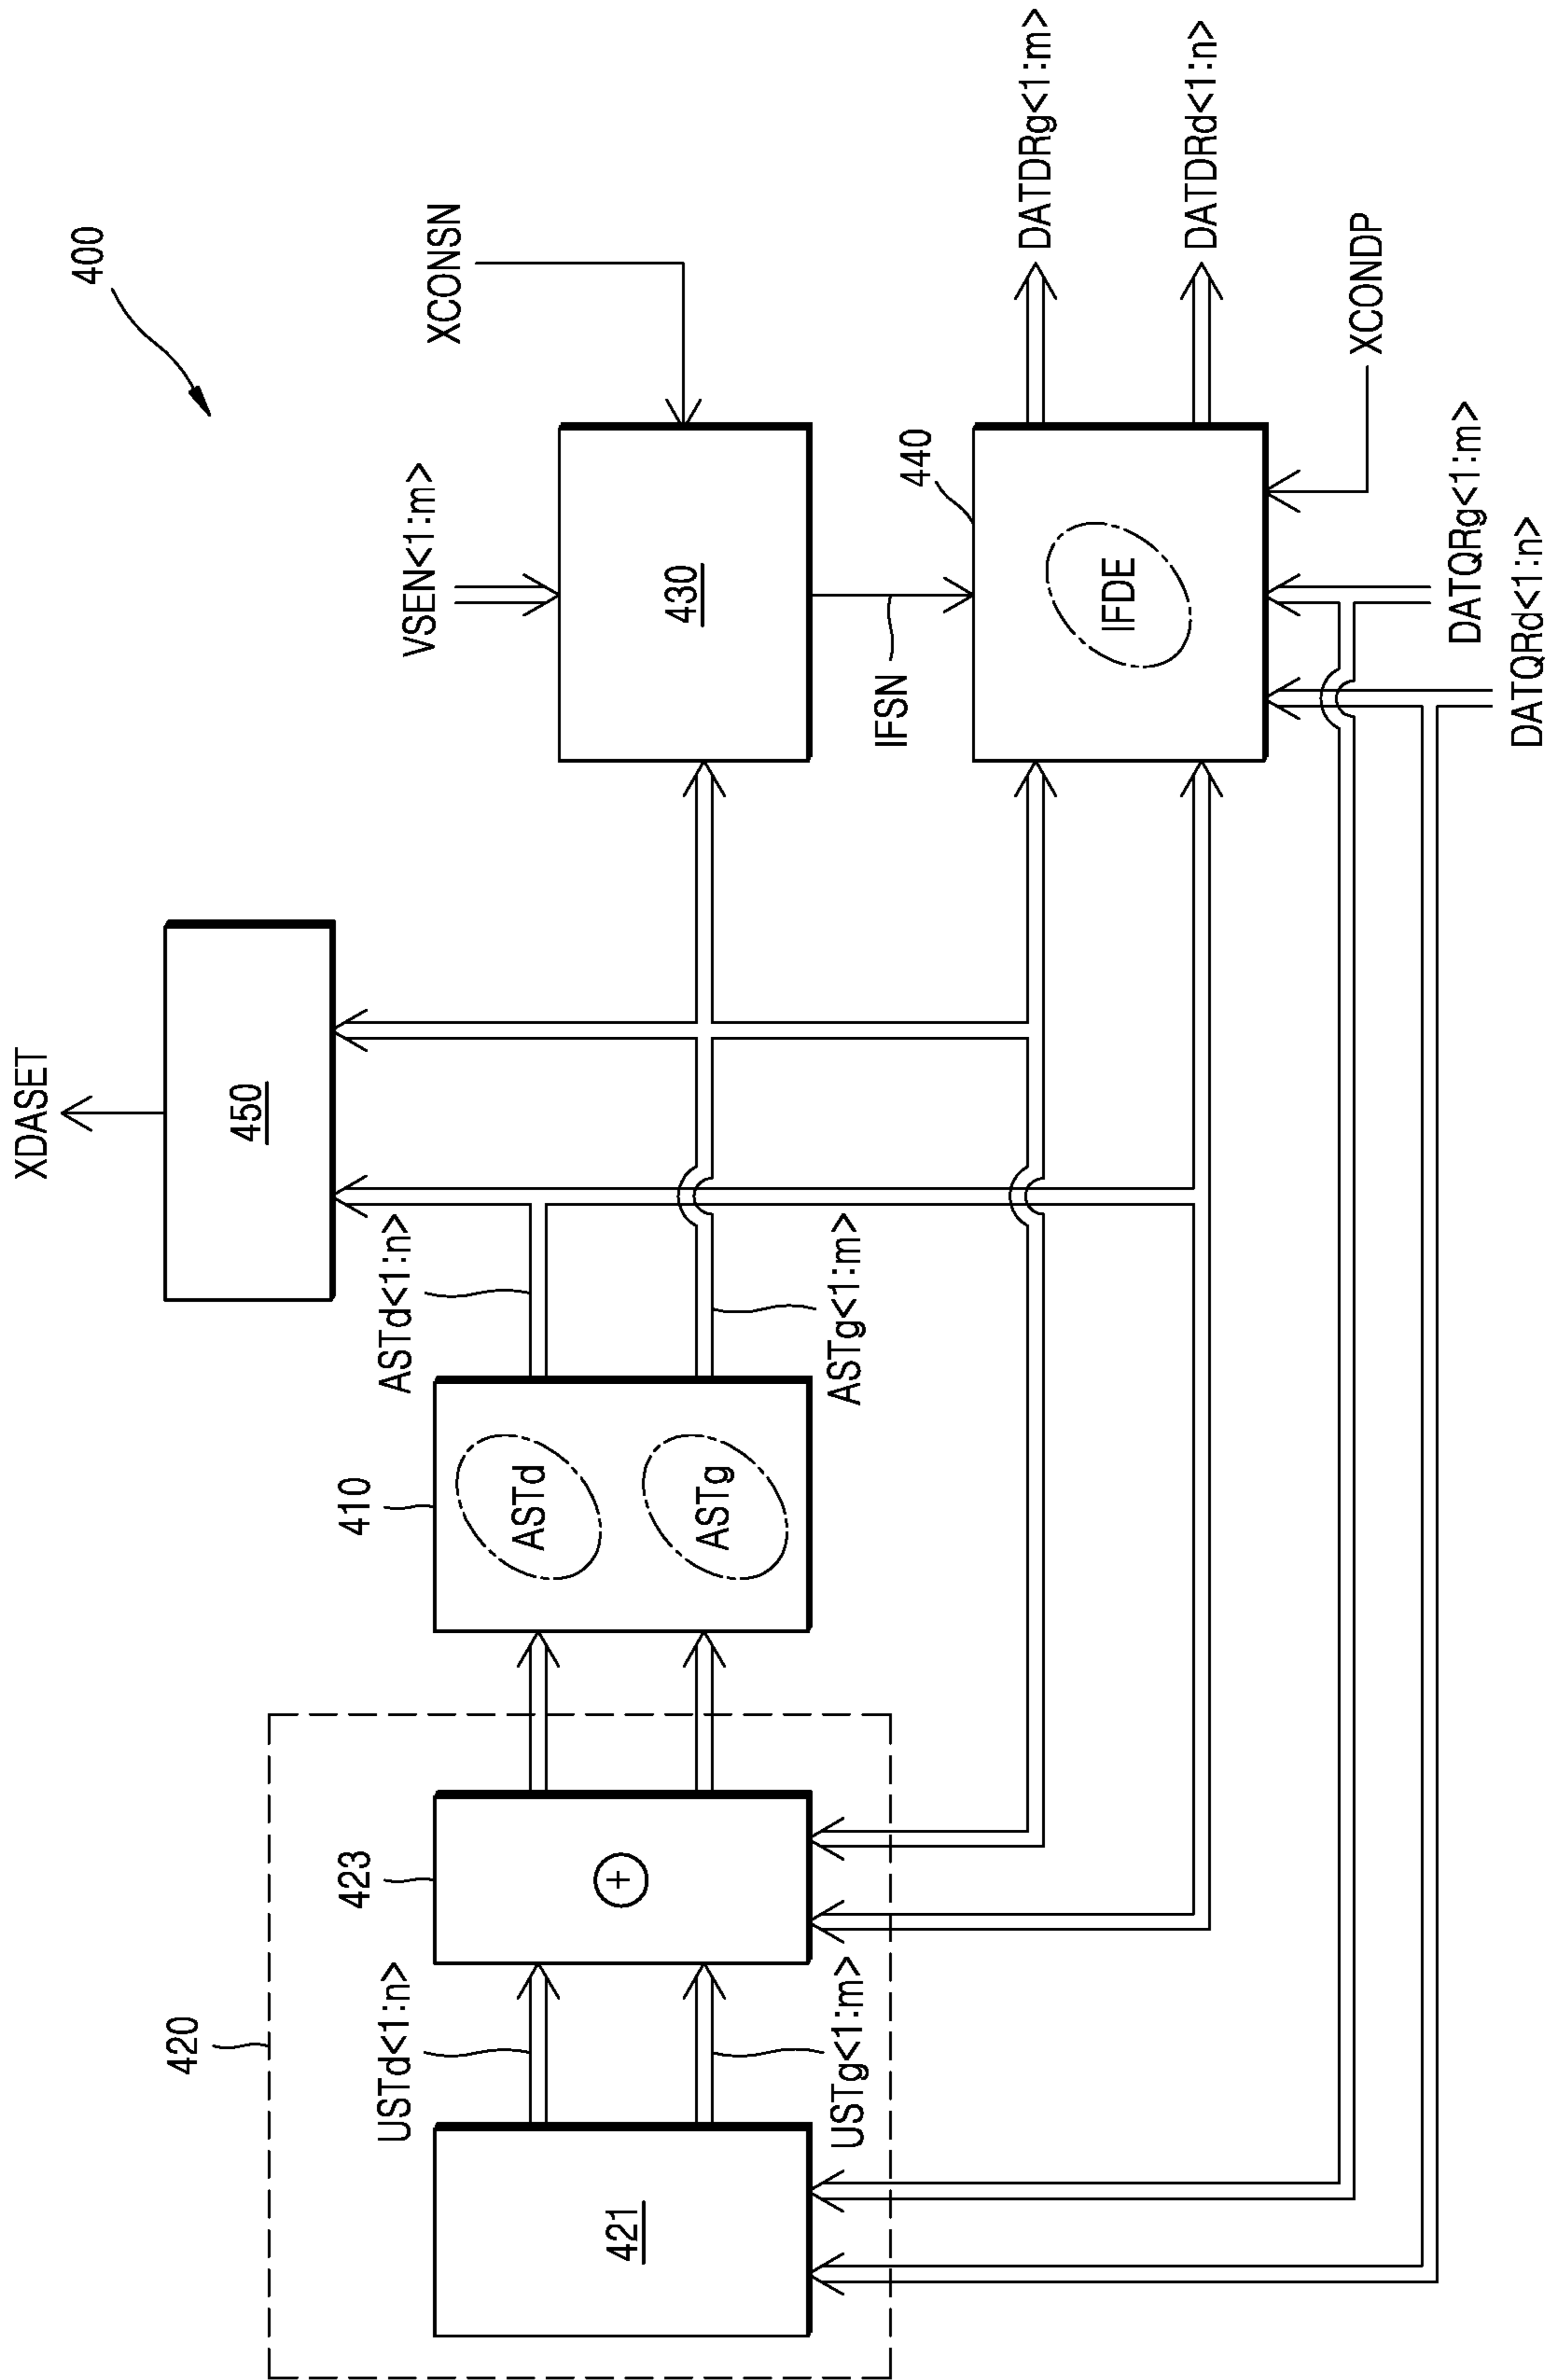 400
XDASET
450
VSEN<1:m>
XCONSN
420
423
410
ASTd<1:n>
USTd<1:n>
ASTd
430
421
+
ASTg
USTg<1:m>
ASTg<1:m>
IFSN
440
IFDE
DATDRg<1:m>
DATDRd<1:n>
XCONDP
DATQRg<1:m>
DATQRd<1:n>